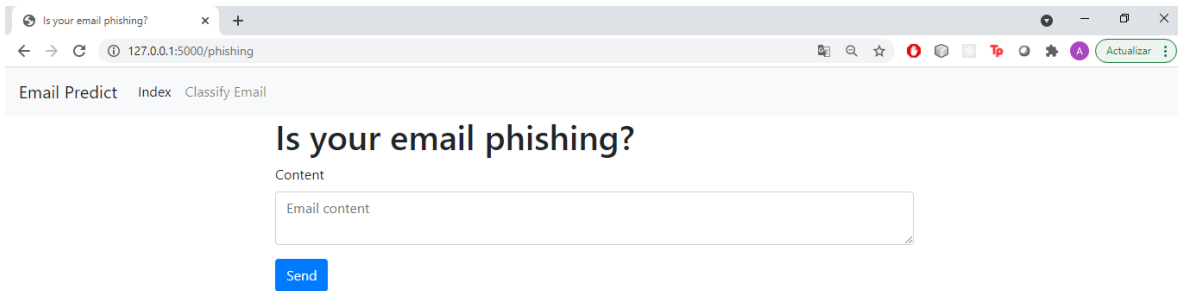 Is your email phishing?
127.0.0.1:5000/phishing
Tp
A
Actualizar
Email Predict Index Classify Email
Is your email phishing?
Content
Email content
Send